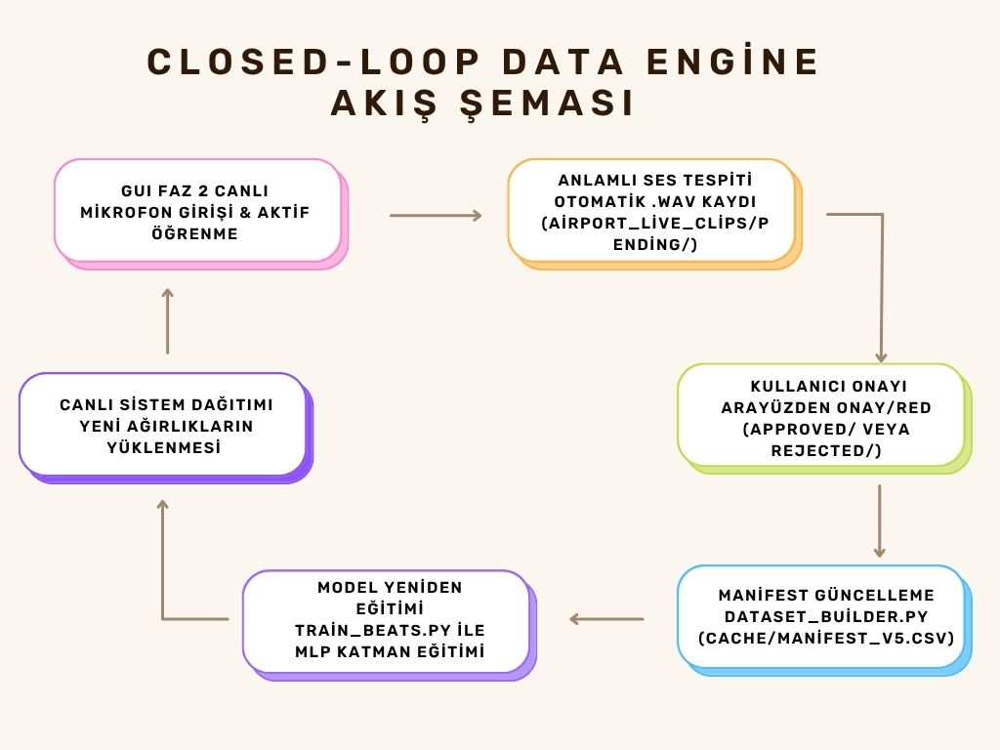 CLOSED-LOOP DATA ENGİNE
AKIŞ ŞEMASI
GUI FAZ 2 CANLI
MİKROFON GİRİŞİ & AKTİF
ÖĞRENME
ANLAMLI SES TESPİTİ
OTOMATİK .WAV KAYDI
(AİRPORT_LİVE_CLİPS/P
ENDİNG/)
KULLANICI ONAYI
ARAYÜZDEN ONAY/RED
(APPROVED/ VEYA
REJECTED/)
MANİFEST GÜNCELLEME
DATASET_BUİLDER.PY
(CACHE/MANİFEST_V5.CSV)
MODEL YENİDEN
EĞİTİMİ
TRAİN_BEATS.PY İLE
MLP KATMAN EĞİTİMİ
CANLI SİSTEM DAĞITIMI
YENİ AĞIRLIKLARIN
YÜKLENMESİ